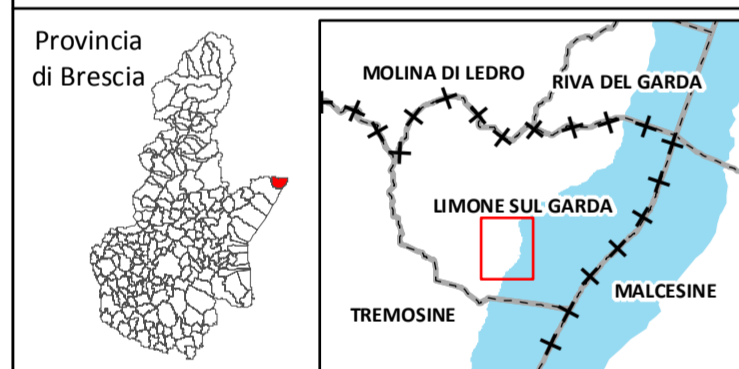 Provincia
di Brescia
MOLINA DI LEDRO
RIVA DEL GARDA
LIMONE SUL GARDA
MALCESINE
TREMOSINE